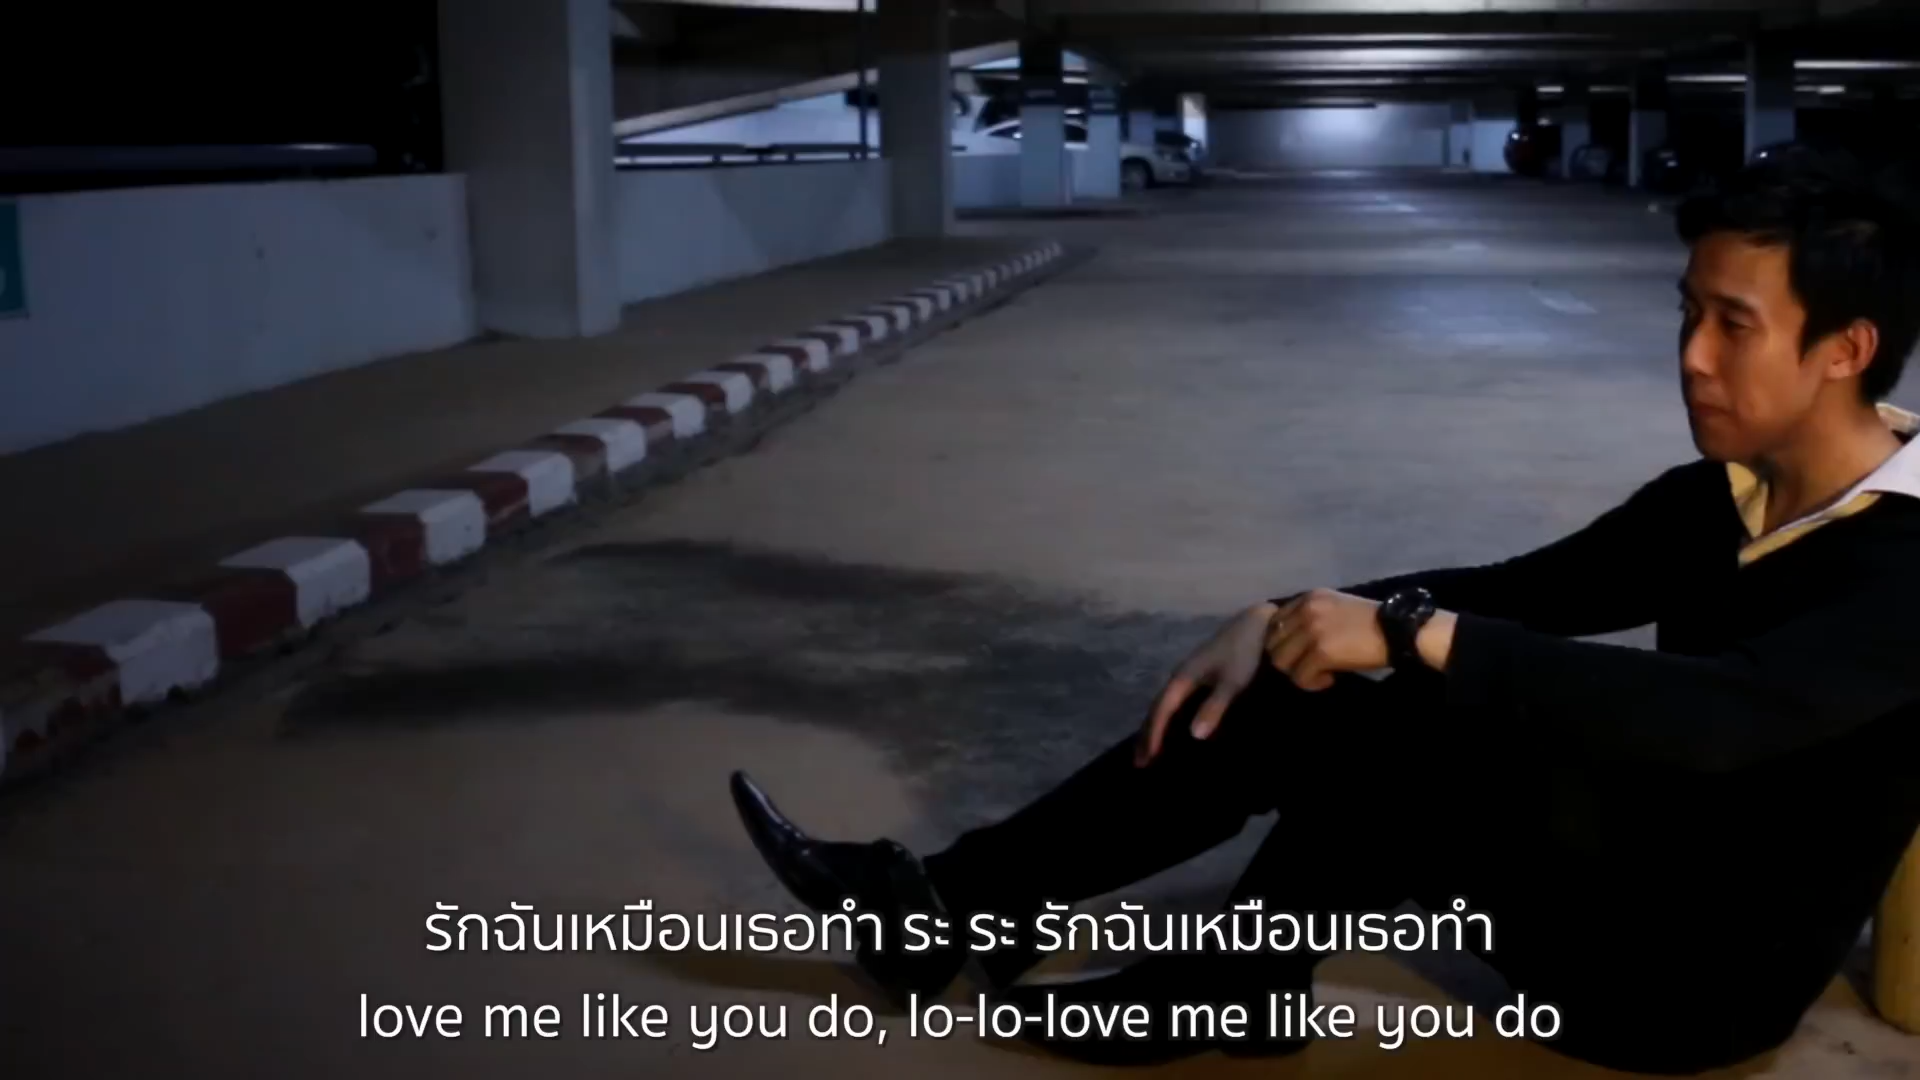 รักฉันเหมือนเธอทำ ระ ระ รักฉันเหมือนเธอทำ
love me like you do, lo-lo-love me like you do